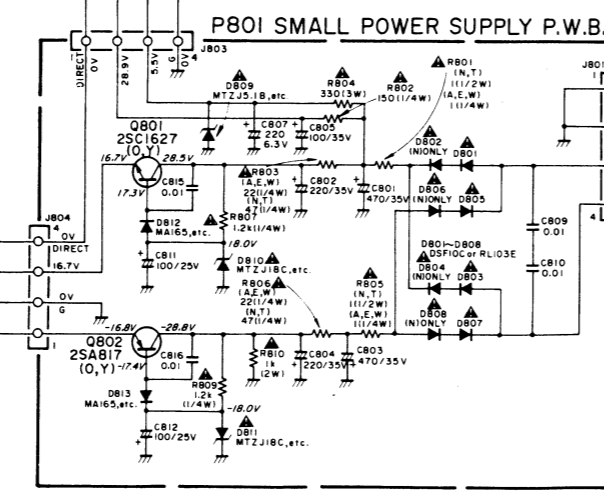 P801 SMALL POWER SUPPLY P.W.B.
1 4 J803
DIRECT 0V
28.9V
5.5V
G
0V
D809
MTZJ5.1B,etc.
R804
330(3W)
R802
150(1/4W)
R801
(N,T)
1(1/2W)
(A,E,W)
1(1/4W)
J801
1
Q801
2SC1627
(O,Y)
16.7V
28.5V
17.3V
C807
220
6.3V
C805
100/35V
C815
0.01
R803
(A,E,W)
22(1/4W)
(N,T)
47(1/4W)
C802
220/35V
C801
470/35V
D802
(N)ONLY
D801
D806
(N)ONLY
D805
J804
4
0V
DIRECT
16.7V
0V
G
1
D812
MA165,etc.
R807
1.2k(1/4W)
18.0V
C811
100/25V
D810
MTZJ18C,etc.
C809
0.01
C810
0.01
4
D801~D808
DSF10C or RL103E
D804
(N)ONLY
D803
D808
(N)ONLY
D807
R806
(A,E,W)
22(1/4W)
(N,T)
47(1/4W)
R805
(N,T)
1(1/2W)
(A,E,W)
1(1/4W)
-16.8V
-28.8V
Q802
2SA817
(O,Y)
-17.4V
C816
0.01
R810
1k
(2W)
C804
220/35V
C803
470/35V
D813
MA165,etc.
R809
1.2k
(1/4W)
-18.0V
C812
100/25V
D811
MTZJ18C,etc.